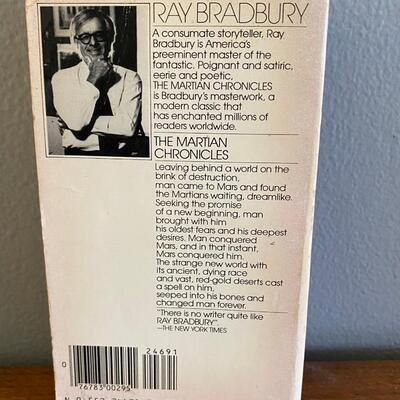 RAY BRADBURY
A consumate storyteller, Ray
Bradbury is America's
preeminent master of the
fantastic. Poignant and satiric,
eerie and poetic,
THE MARTIAN CHRONICLES
is Bradbury's masterwork, a
modern classic that
has enchanted millions of
readers worldwide.
THE MARTIAN
CHRONICLES
Leaving behind a world on the
brink of destruction,
man came to Mars and found
the Martians waiting, dreamlike.
Seeking the promise
of a new beginning, man
brought with him
his oldest fears and his deepest
desires. Man conquered
Mars, and in that instant,
Mars conquered him.
The strange new world with
its ancient, dying race
and vast, red-gold deserts cast
a spell on him,
seeped into his bones and
changed man forever.
"There is no writer quite like
RAY BRADBURY".
—THE NEW YORK TIMES
24691
0
76783 00295